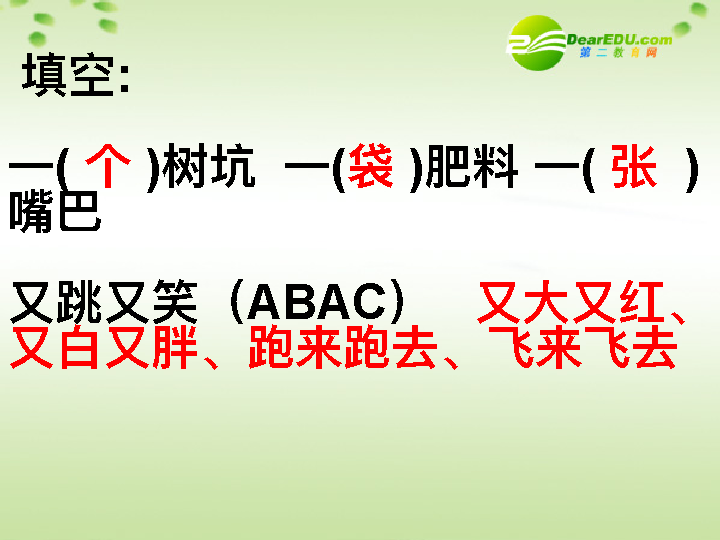 DearEDU.com
第二教育网
填空:
一( 个 )树坑 一(袋 )肥料 一( 张 )
嘴巴
又跳又笑（ABAC） 又大又红、
又白又胖、跑来跑去、飞来飞去